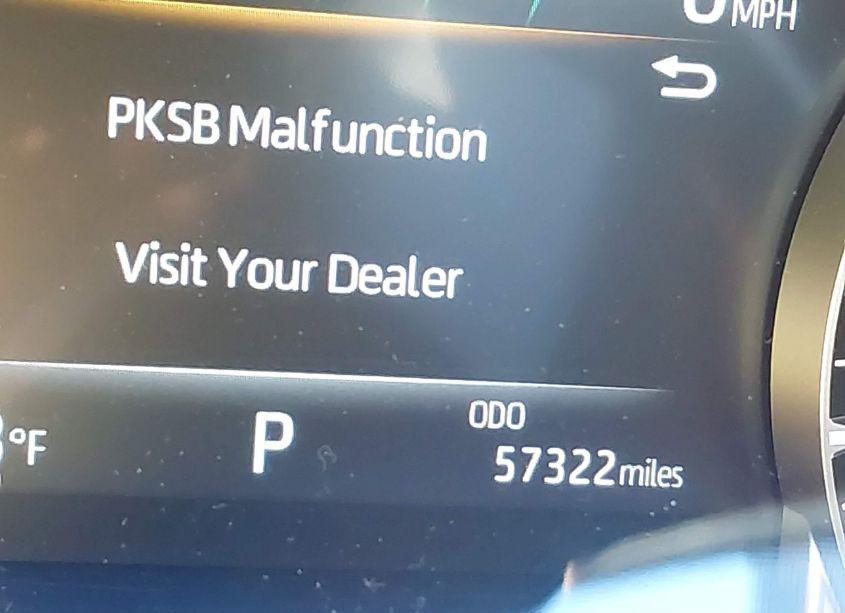 MPH
PKSB Malfunction
Visit Your Dealer
°F
P
ODO
57322 miles